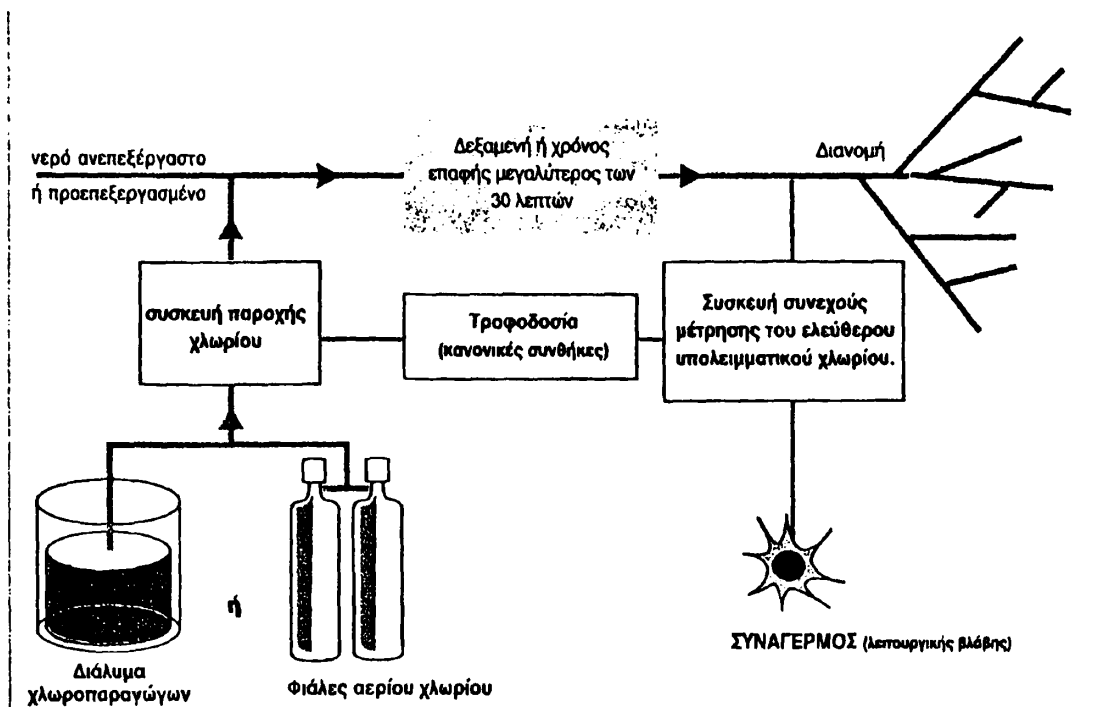 νερό ανεπεξέργαστο
ή προεπεξεργασμένο
Δεξαμενή ή χρόνος
επαφής μεγαλύτερος των
30 λεπτών
Διανομή
συσκευή παροχής
χλωρίου
Τραφοδοσία
(κανονικές συνθήκες)
Συσκευή συνεχούς
μέτρησης του ελεύθερου
υπολειμματικού χλωρίου.
ή
Διάλυμα
χλωροπαραγώγων
Φιάλες αερίου χλωρίου
ΣΥΝΑΓΕΡΜΟΣ (λειτουργικής βλάβης)